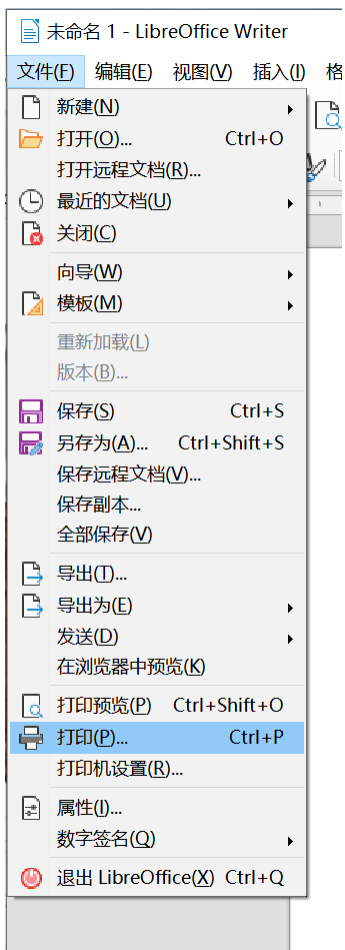 未命名 1 - LibreOffice Writer
文件(F) 编辑(E) 视图(V) 插入(I) 格
新建(N)
打开(O)... Ctrl+O
打开远程文档(R)...
最近的文档(U)
关闭(C)
向导(W)
模板(M)
重新加载(L)
版本(B)...
保存(S) Ctrl+S
另存为(A)... Ctrl+Shift+S
保存远程文档(V)...
保存副本...
全部保存(V)
导出(T)...
导出为(E)
发送(D)
在浏览器中预览(K)
打印预览(P) Ctrl+Shift+O
打印(P)... Ctrl+P
打印机设置(R)...
属性(I)...
数字签名(Q)
退出 LibreOffice(X) Ctrl+Q